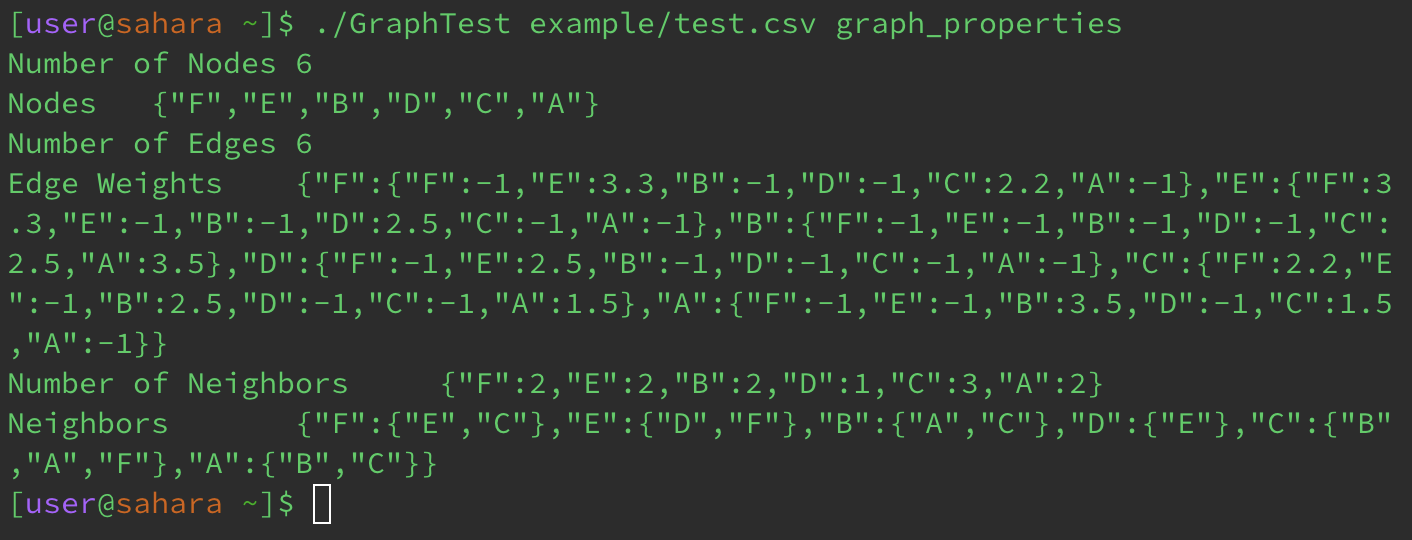 [user@sahara ~]$ ./GraphTest example/test.csv graph_properties
Number of Nodes 6
Nodes   {"F","E","B","D","C","A"}
Number of Edges 6
Edge Weights    {"F":{"F":-1,"E":3.3,"B":-1,"D":-1,"C":2.2,"A":-1},"E":{"F":3
.3,"E":-1,"B":-1,"D":2.5,"C":-1,"A":-1},"B":{"F":-1,"E":-1,"B":-1,"D":-1,"C":
2.5,"A":3.5},"D":{"F":-1,"E":2.5,"B":-1,"D":-1,"C":-1,"A":-1},"C":{"F":2.2,"E
":-1,"B":2.5,"D":-1,"C":-1,"A":1.5},"A":{"F":-1,"E":-1,"B":3.5,"D":-1,"C":1.5
,"A":-1}}
Number of Neighbors     {"F":2,"E":2,"B":2,"D":1,"C":3,"A":2}
Neighbors       {"F":{"E","C"},"E":{"D","F"},"B":{"A","C"},"D":{"E"},"C":{"B"
,"A","F"},"A":{"B","C"}}
[user@sahara ~]$